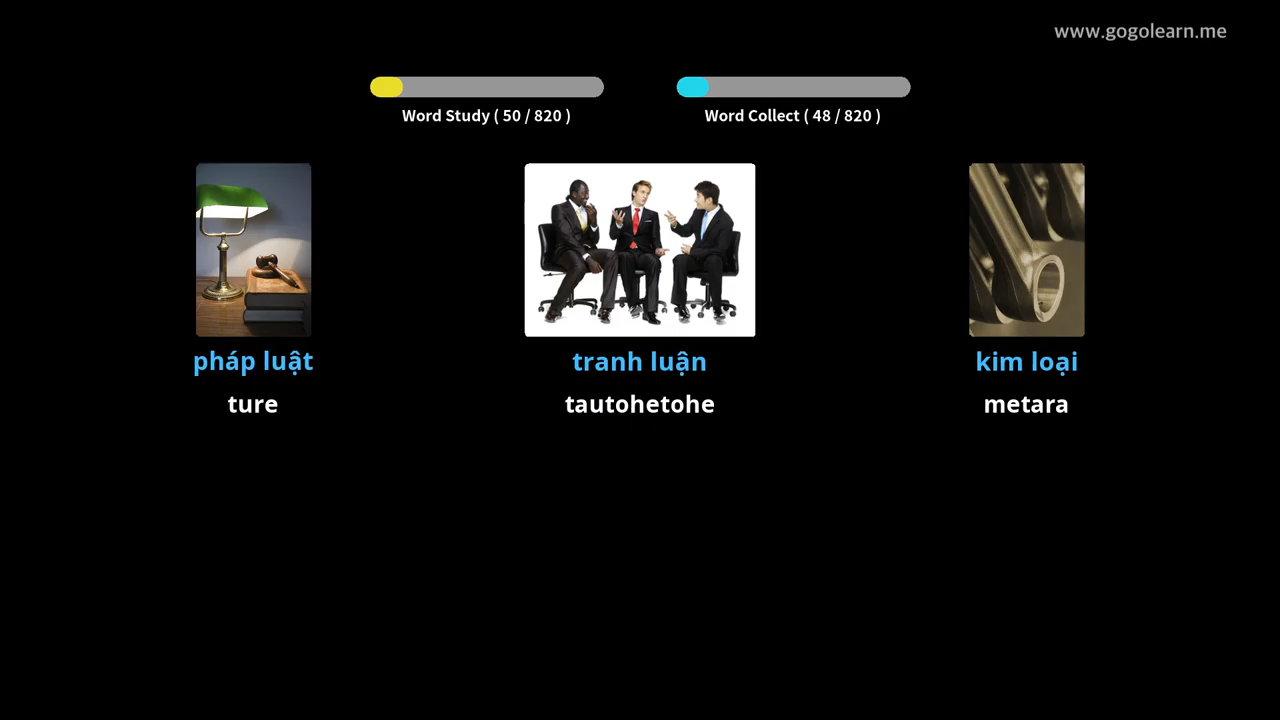 www.gogolearn.me
Word Study ( 50 / 820 )
Word Collect ( 48 / 820 )
pháp luật
tranh luận
kim loại
ture
tautohetohe
metara